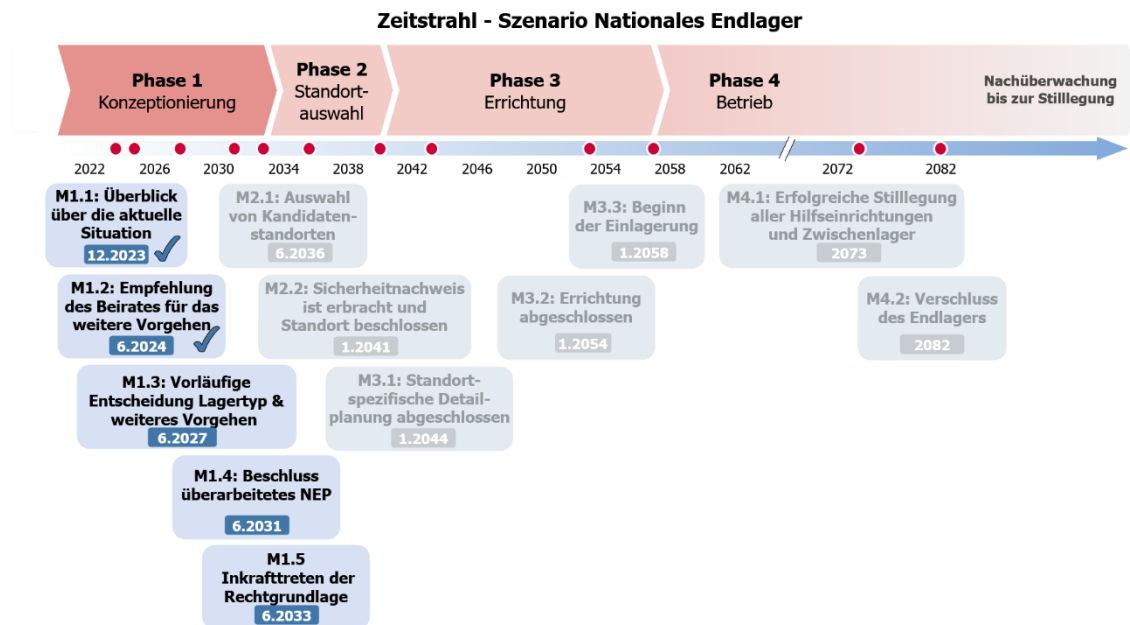 Zeitstrahl - Szenario Nationales Endlager
Phase 1
Konzeptionierung
Phase 2
Standort-
auswahl
Phase 3
Errichtung
Phase 4
Betrieb
Nachüberwachung
bis zur Stilllegung
2022 2026 2030 2034 2038 2042 2046 2050 2054 2058 2062 2072 2082
M1.1: Überblick
über die aktuelle
Situation
12.2023
M2.1: Auswahl
von Kandidaten-
standorten
6.2036
M3.3: Beginn
der Einlagerung
1.2058
M4.1: Erfolgreiche Stilllegung
aller Hilfseinrichtungen
und Zwischenlager
2073
M1.2: Empfehlung
des Beirates für das
weitere Vorgehen
6.2024
M2.2: Sicherheitnachweis
ist erbracht und
Standort beschlossen
1.2041
M3.2: Errichtung
abgeschlossen
1.2054
M4.2: Verschluss
des Endlagers
2082
M1.3: Vorläufige
Entscheidung Lagertyp &
weiteres Vorgehen
6.2027
M3.1: Standort-
spezifische Detail-
planung abgeschlossen
1.2044
M1.4: Beschluss
überarbeitetes NEP
6.2031
M1.5
Inkrafttreten der
Rechtgrundlage
6.2033